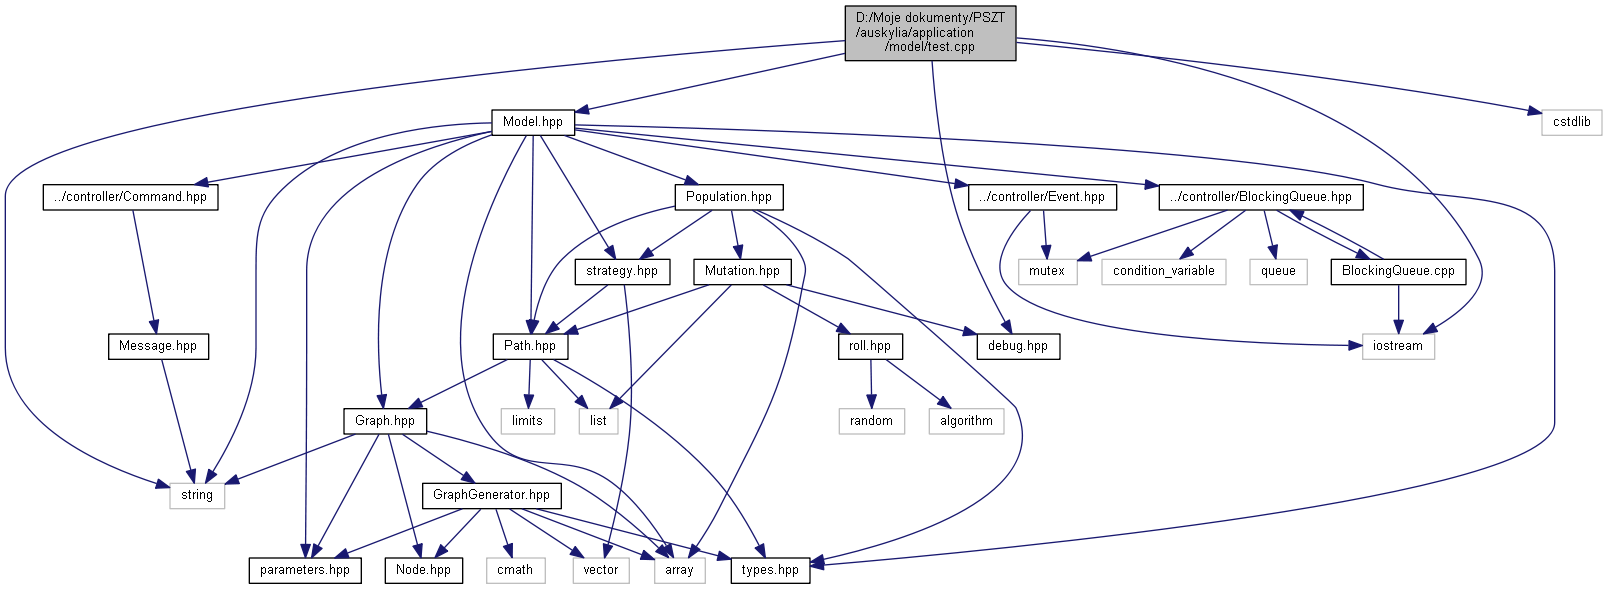 D:/Moje dokumenty/PSZT
/auskylia/application
/model/test.cpp
Model.hpp
cstdlib
../controller/Command.hpp
Population.hpp
../controller/Event.hpp
../controller/BlockingQueue.hpp
strategy.hpp
Mutation.hpp
mutex
condition_variable
queue
BlockingQueue.cpp
Message.hpp
Path.hpp
roll.hpp
debug.hpp
iostream
Graph.hpp
limits
list
random
algorithm
string
GraphGenerator.hpp
parameters.hpp
Node.hpp
cmath
vector
array
types.hpp